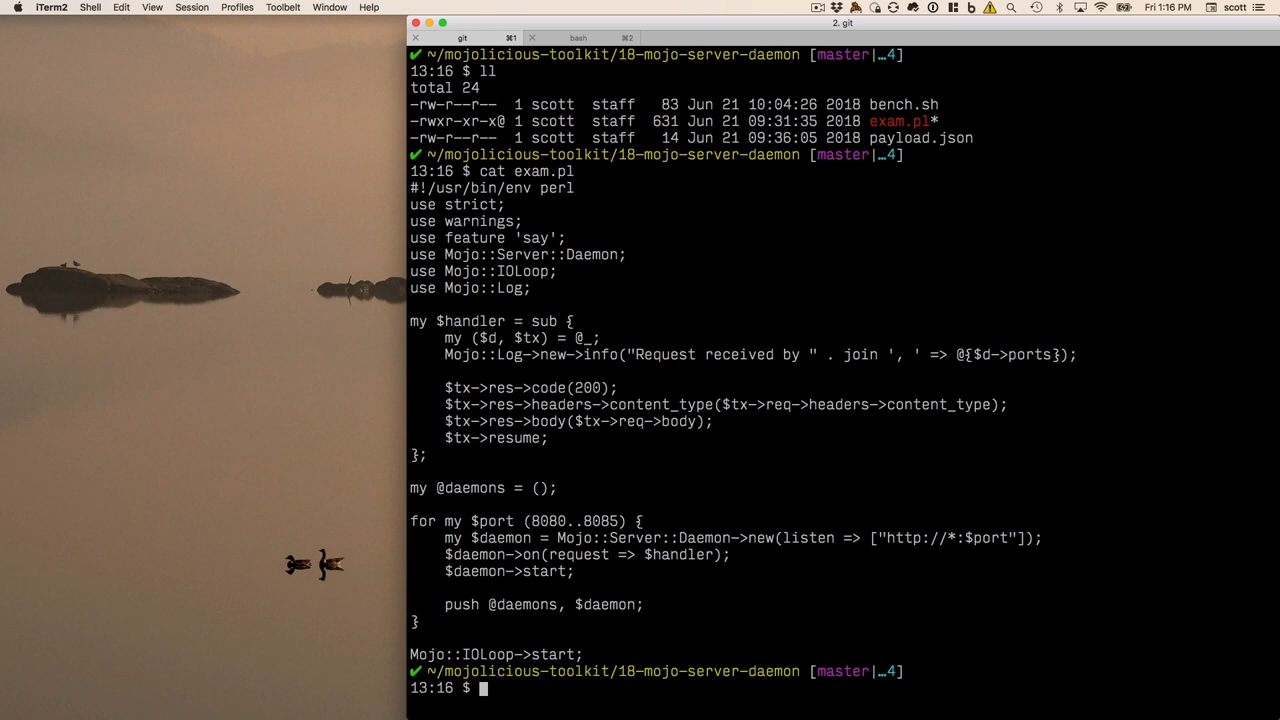 iTerm2 Shell Edit View Session Profiles Toolbelt Window Help
Fri 1:16 PM scott
2. git
git ⌘1 bash ⌘2
✔ ~/mojolicious-toolkit/18-mojo-server-daemon [master|…4]
13:16 $ ll
total 24
-rw-r--r--  1 scott  staff   83 Jun 21 10:04:26 2018 bench.sh
-rwxr-xr-x@ 1 scott  staff  631 Jun 21 09:31:35 2018 exam.pl*
-rw-r--r--  1 scott  staff   14 Jun 21 09:36:05 2018 payload.json
✔ ~/mojolicious-toolkit/18-mojo-server-daemon [master|…4]
13:16 $ cat exam.pl
#!/usr/bin/env perl
use strict;
use warnings;
use feature 'say';
use Mojo::Server::Daemon;
use Mojo::IOLoop;
use Mojo::Log;
my $handler = sub {
    my ($d, $tx) = @_;
    Mojo::Log->new->info("Request received by " . join ', ' => @{$d->ports});
    $tx->res->code(200);
    $tx->res->headers->content_type($tx->req->headers->content_type);
    $tx->res->body($tx->req->body);
    $tx->resume;
};
my @daemons = ();
for my $port (8080..8085) {
    my $daemon = Mojo::Server::Daemon->new(listen => ["http://*:$port"]);
    $daemon->on(request => $handler);
    $daemon->start;
    push @daemons, $daemon;
}
Mojo::IOLoop->start;
✔ ~/mojolicious-toolkit/18-mojo-server-daemon [master|…4]
13:16 $